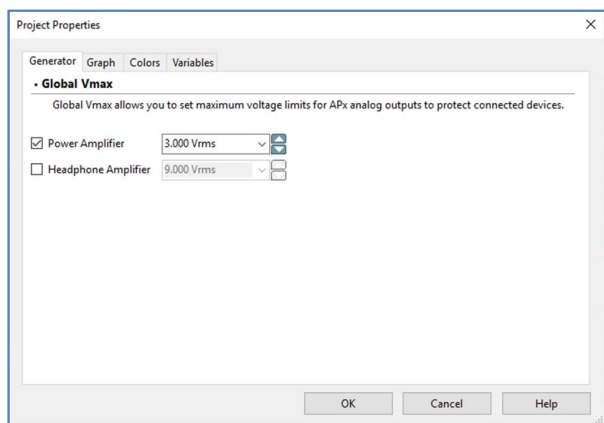 Project Properties
Generator Graph Colors Variables
• Global Vmax
Global Vmax allows you to set maximum voltage limits for APx analog outputs to protect connected devices.
Power Amplifier 3.000 Vrms
Headphone Amplifier 9.000 Vrms
OK Cancel Help